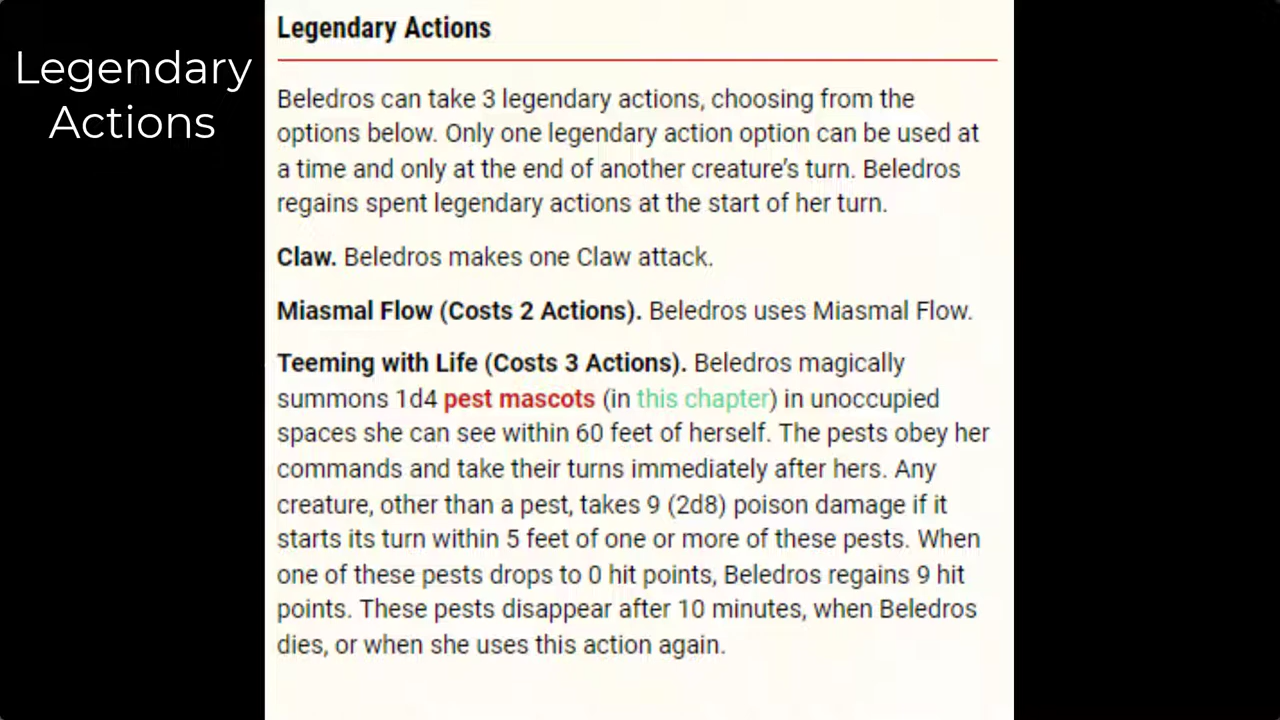 Legendary
Actions
Legendary Actions
Beledros can take 3 legendary actions, choosing from the
options below. Only one legendary action option can be used at
a time and only at the end of another creature’s turn. Beledros
regains spent legendary actions at the start of her turn.
Claw. Beledros makes one Claw attack.
Miasmal Flow (Costs 2 Actions). Beledros uses Miasmal Flow.
Teeming with Life (Costs 3 Actions). Beledros magically
summons 1d4 pest mascots (in this chapter) in unoccupied
spaces she can see within 60 feet of herself. The pests obey her
commands and take their turns immediately after hers. Any
creature, other than a pest, takes 9 (2d8) poison damage if it
starts its turn within 5 feet of one or more of these pests. When
one of these pests drops to 0 hit points, Beledros regains 9 hit
points. These pests disappear after 10 minutes, when Beledros
dies, or when she uses this action again.